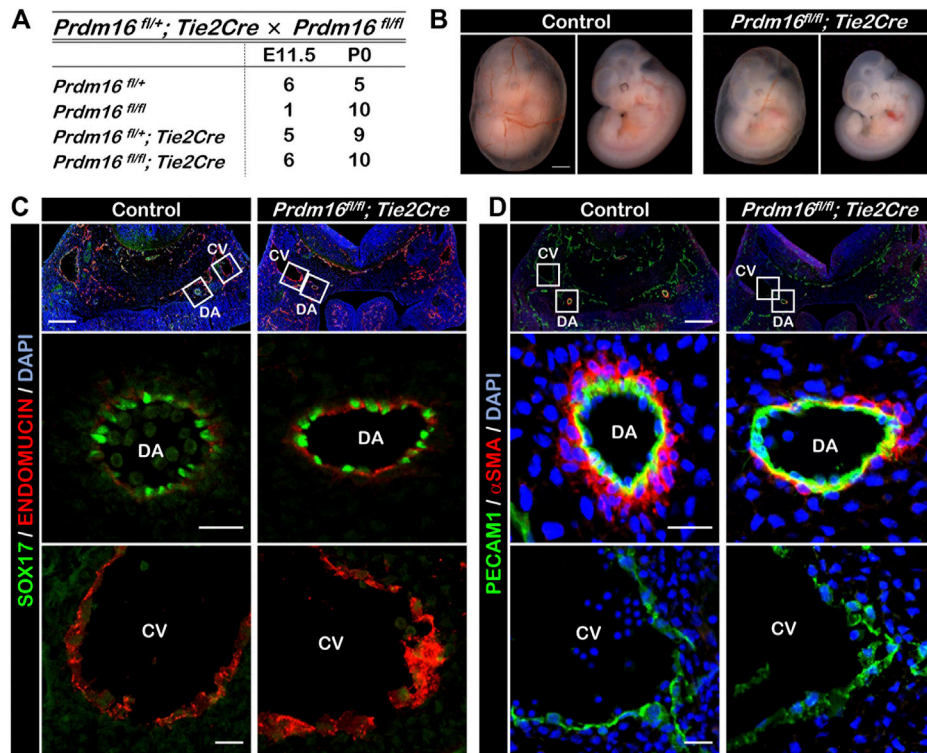 A
Prdm16 fl/+; Tie2Cre × Prdm16 fl/fl
E11.5 P0
Prdm16 fl/+ 6 5
Prdm16 fl/fl 1 10
Prdm16 fl/+; Tie2Cre 5 9
Prdm16 fl/fl; Tie2Cre 6 10
B
Control Prdm16fl/fl; Tie2Cre
C
Control Prdm16fl/fl; Tie2Cre
SOX17 / ENDOMUCIN / DAPI
CV CV
DA DA
DA DA
CV CV
D
Control Prdm16fl/fl; Tie2Cre
PECAM1 / αSMA / DAPI
CV CV
DA DA
DA DA
CV CV